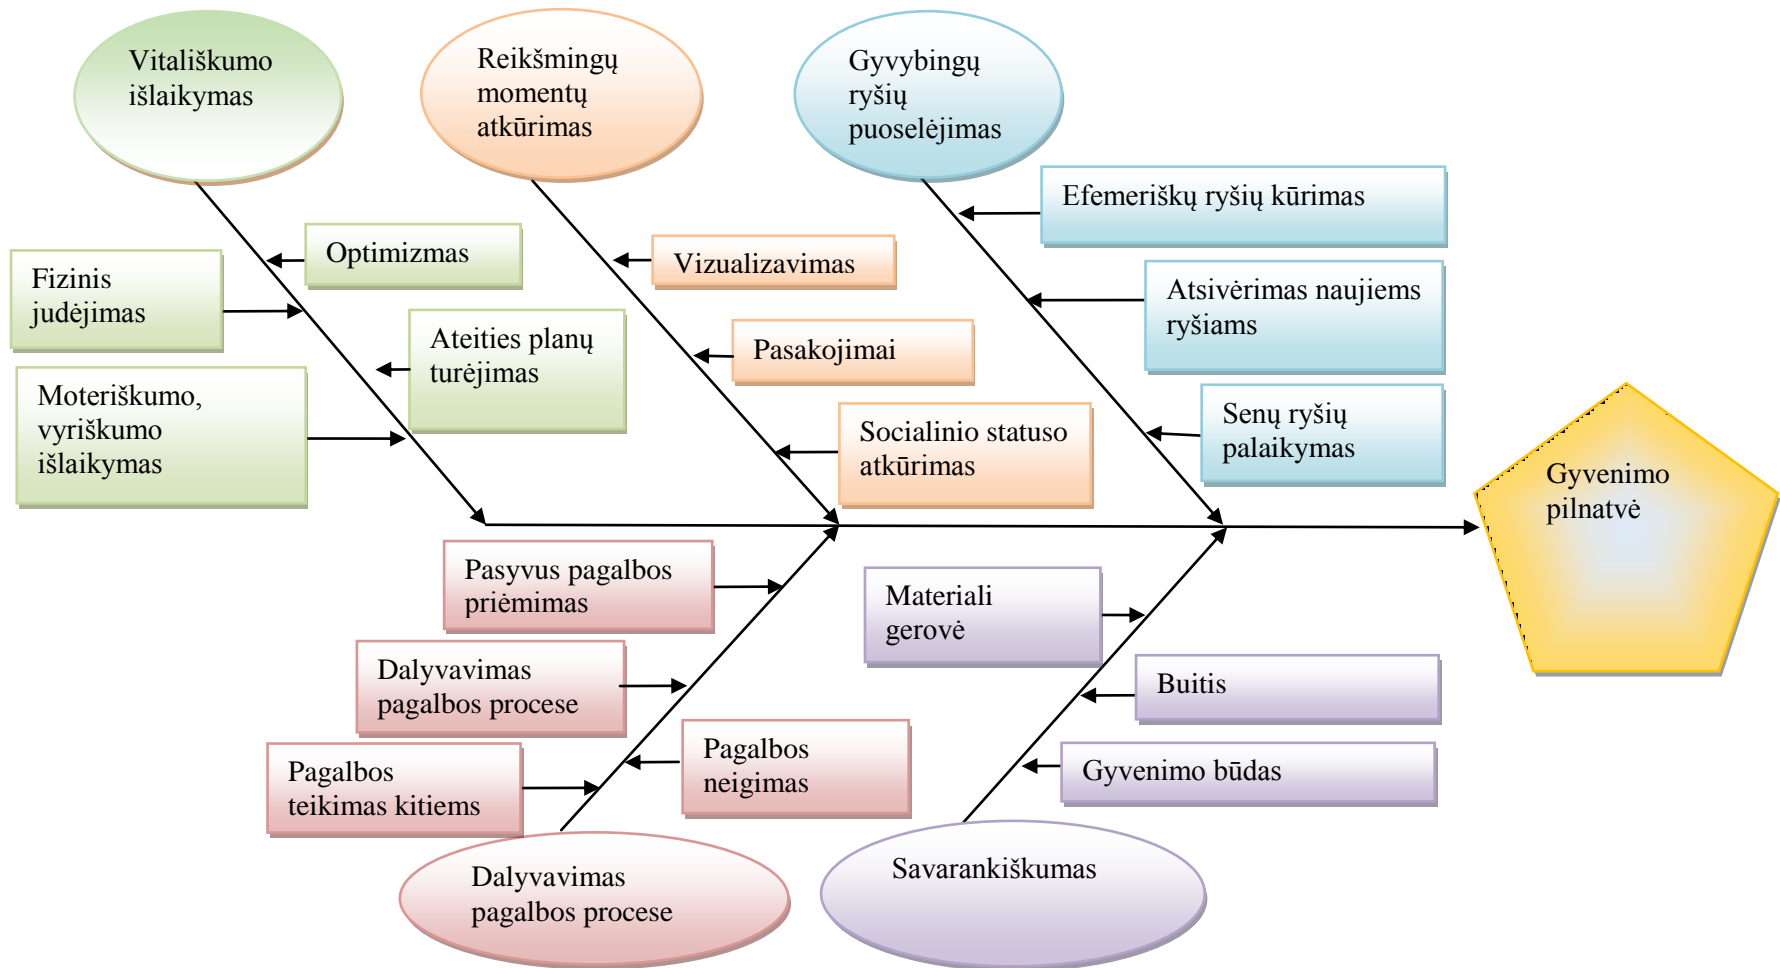 Vitališkumo
išlaikymas
Reikšmingų
momentų
atkūrimas
Gyvybingų
ryšių
puoselėjimas
Efemeriškų ryšių kūrimas
Optimizmas
Vizualizavimas
Fizinis
judėjimas
Atsivėrimas naujiems
ryšiams
Ateities planų
turėjimas
Pasakojimai
Moteriškumo,
vyriškumo
išlaikymas
Socialinio statuso
atkūrimas
Senų ryšių
palaikymas
Gyvenimo
pilnatvė
Pasyvus pagalbos
priėmimas
Materiali
gerovė
Dalyvavimas
pagalbos procese
Buitis
Pagalbos
neigimas
Pagalbos
teikimas kitiems
Gyvenimo būdas
Dalyvavimas
pagalbos procese
Savarankiškumas